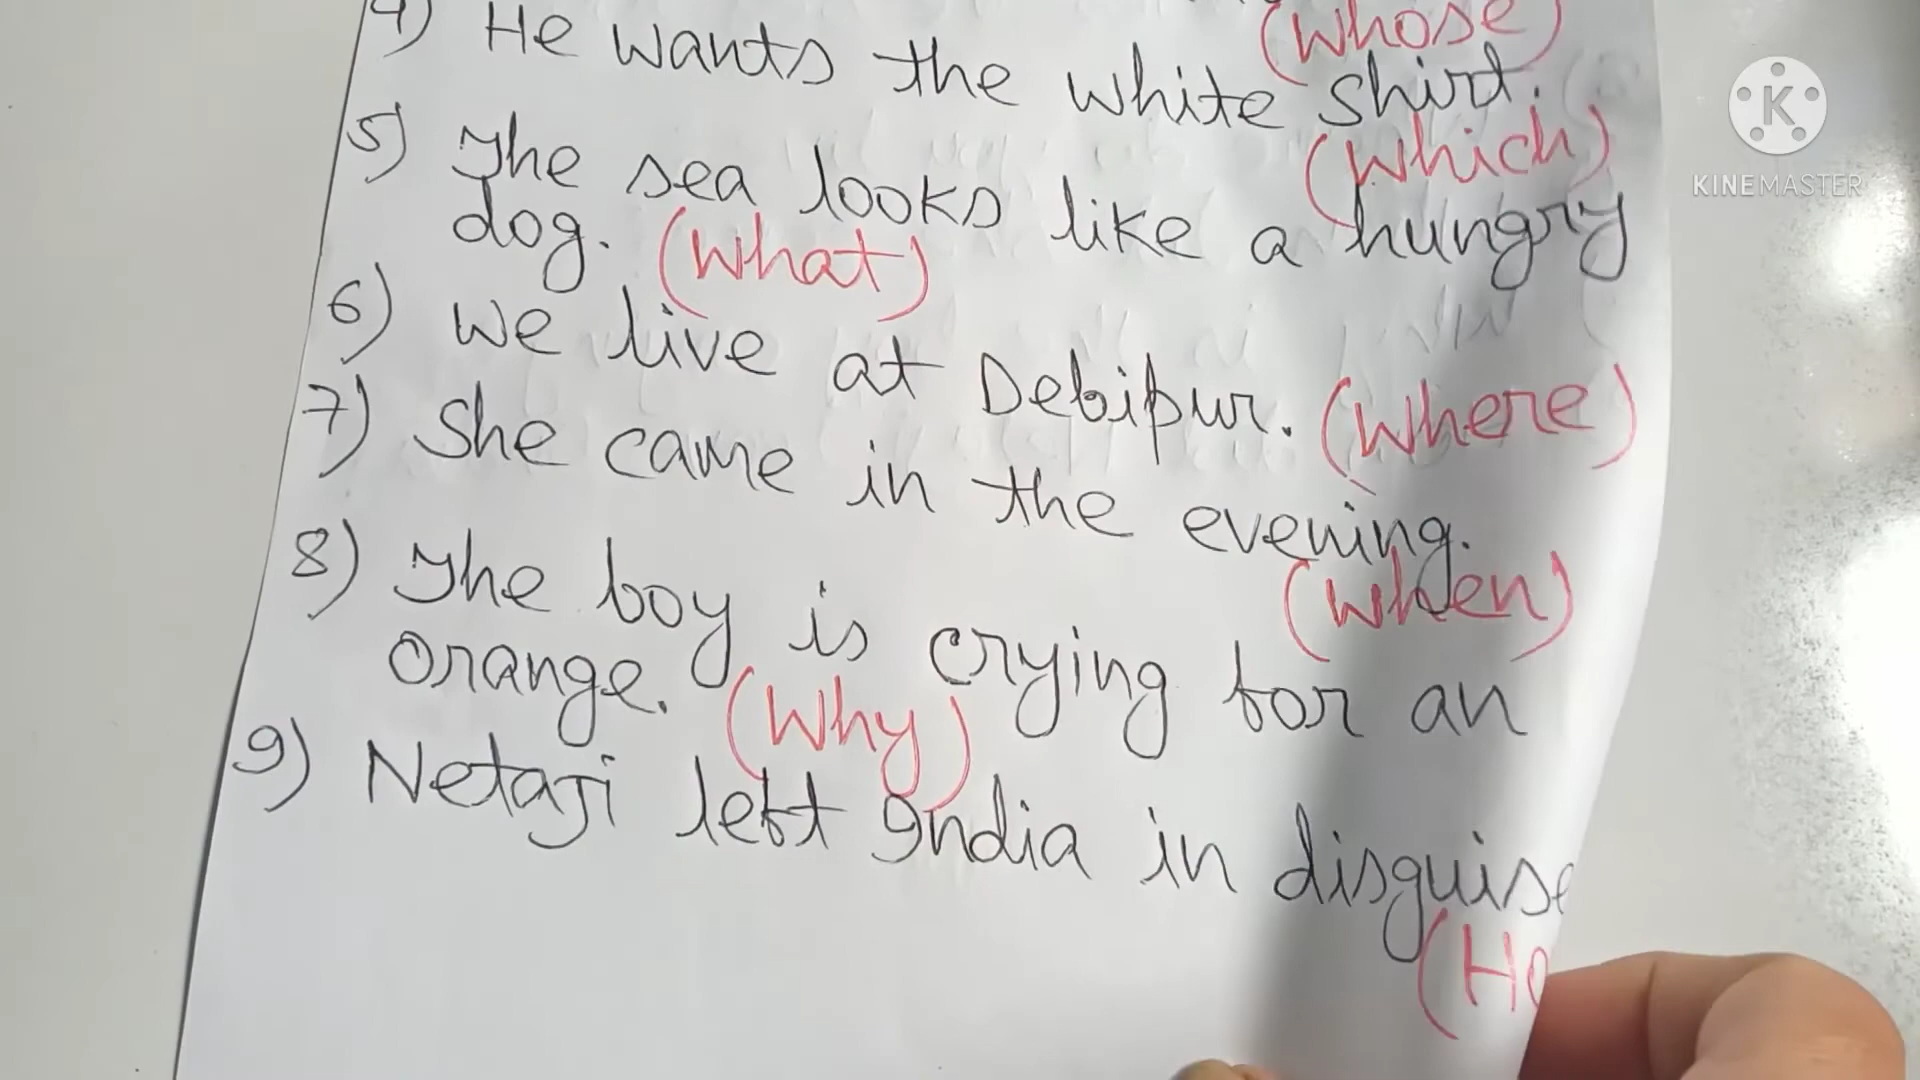 (Whose)
4) He wants the white shirt.
(Which)
5) The sea looks like a hungry
dog. (What)
6) We live at Debipur. (Where)
7) She came in the evening.
(When)
8) The boy is crying for an
orange. (Why)
9) Netaji left India in disguise
KINEMASTER